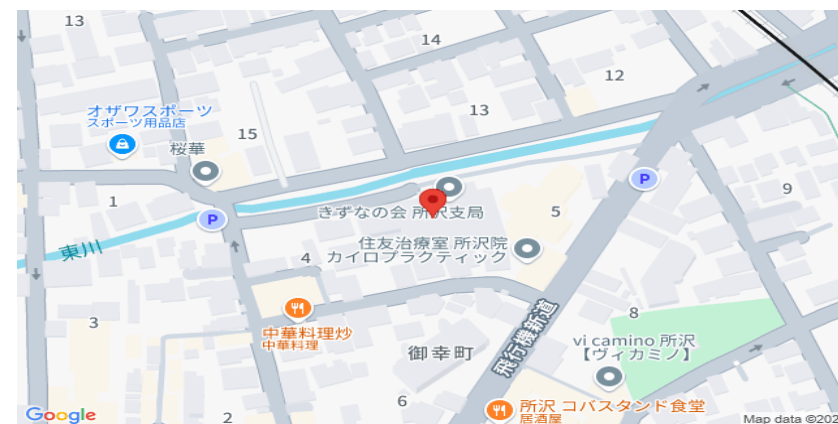 13
14
12
オザワスポーツ
スポーツ用品店
13
15
桜華
P
1
9
きずなの会 所沢支局
5
P
東川
住友治療室 所沢院
カイロプラクティック
4
3
8
中華料理炒
中華料理
飛行機新道
vi camino 所沢
【ヴィカミノ】
御幸町
6
所沢 コバスタンド食堂
居酒屋
Google
2
Map data ©202